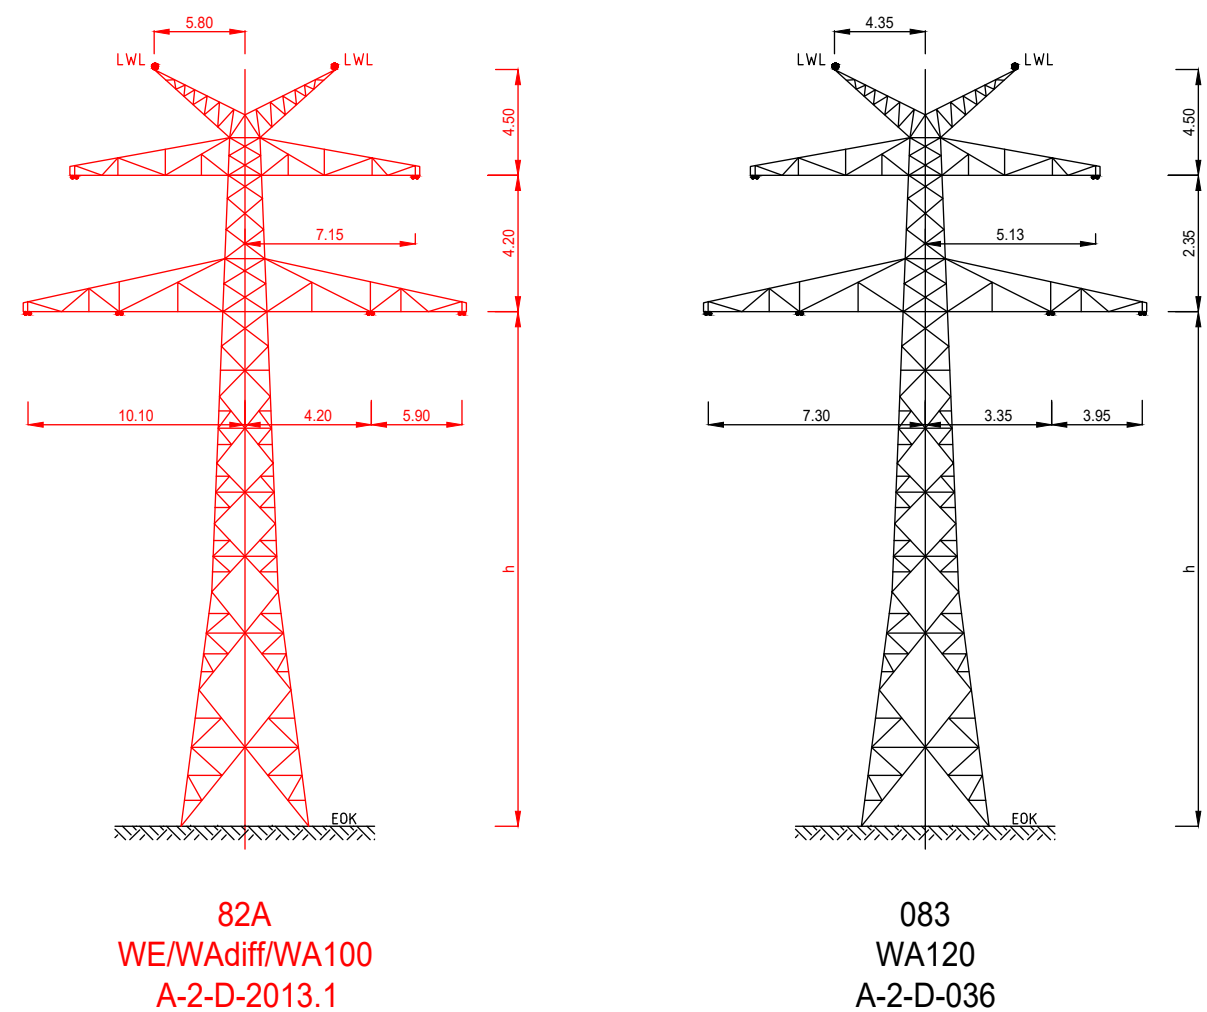 5.80
LWL
LWL
4.50
7.15
4.20
10.10
4.20
5.90
h
EOK
82A
WE/WAdiff/WA100
A-2-D-2013.1
4.35
LWL
LWL
4.50
5.13
2.35
7.30
3.35
3.95
h
EOK
083
WA120
A-2-D-036